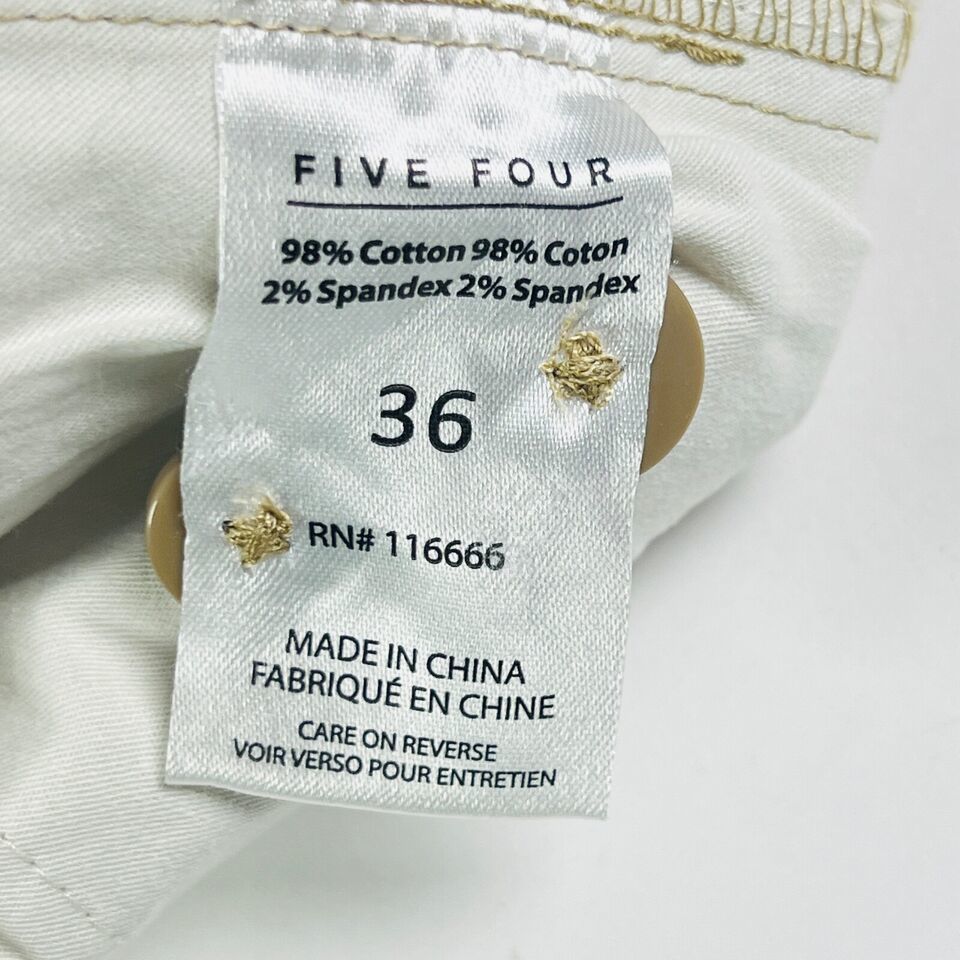 FIVE FOUR
98% Cotton 98% Coton
2% Spandex 2% Spandex
36
RN# 116666
MADE IN CHINA
FABRIQUÉ EN CHINE
CARE ON REVERSE
VOIR VERSO POUR ENTRETIEN